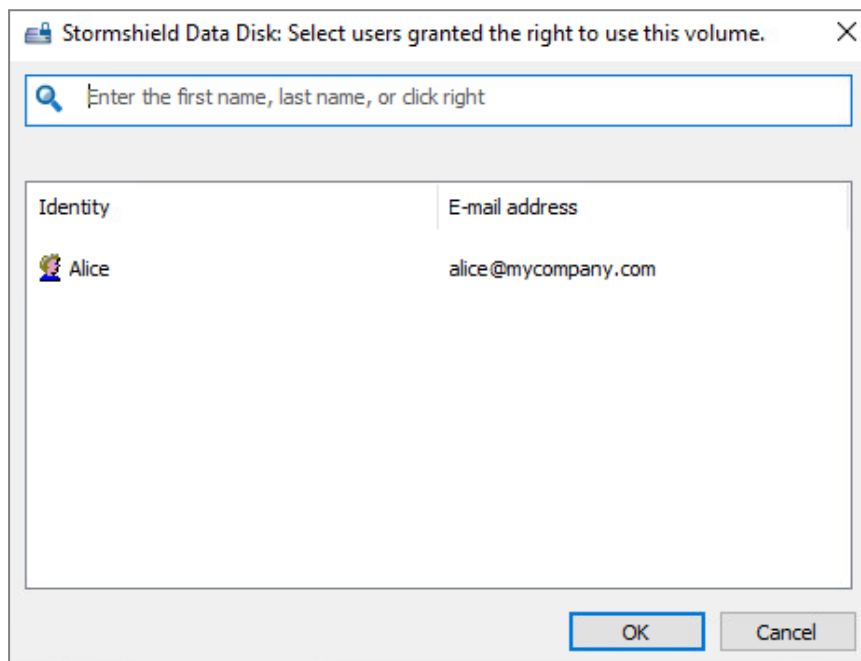 Stormshield Data Disk: Select users granted the right to use this volume.
Enter the first name, last name, or click right
Identity E-mail address
Alice alice@mycompany.com
OK Cancel